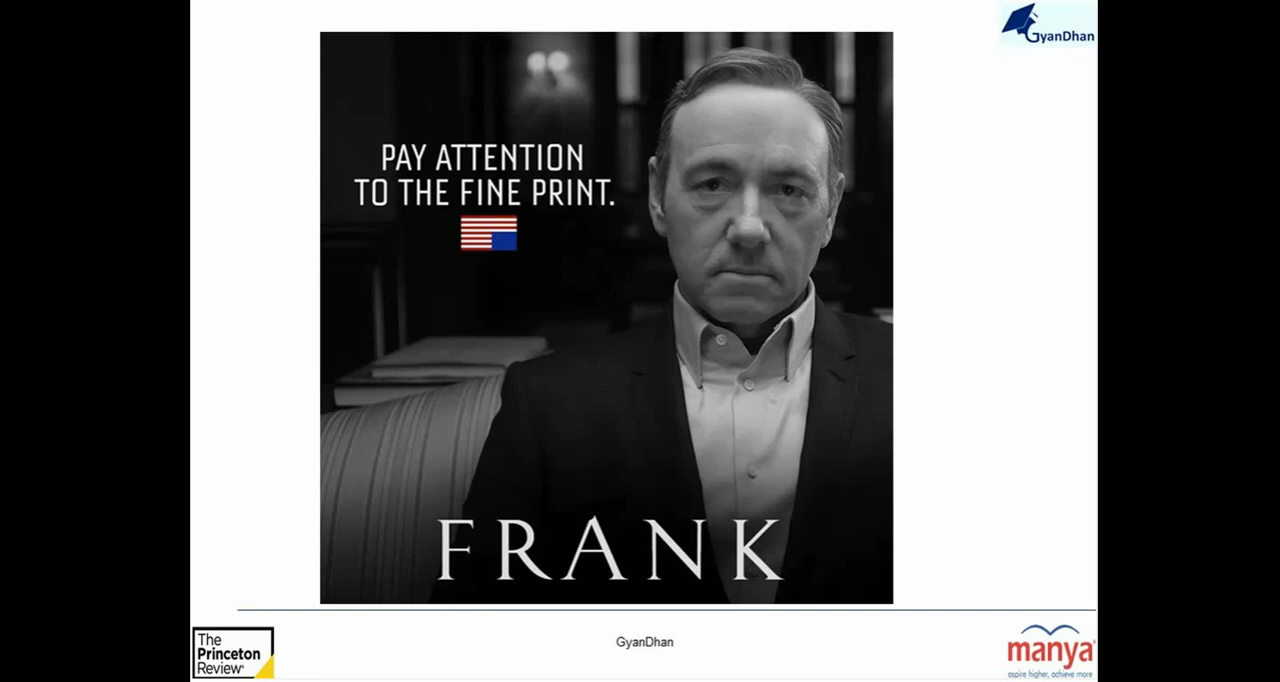 GyanDhan
PAY ATTENTION
TO THE FINE PRINT.
FRANK
The
Princeton
Review®
GyanDhan
manya®
aspire higher, achieve more